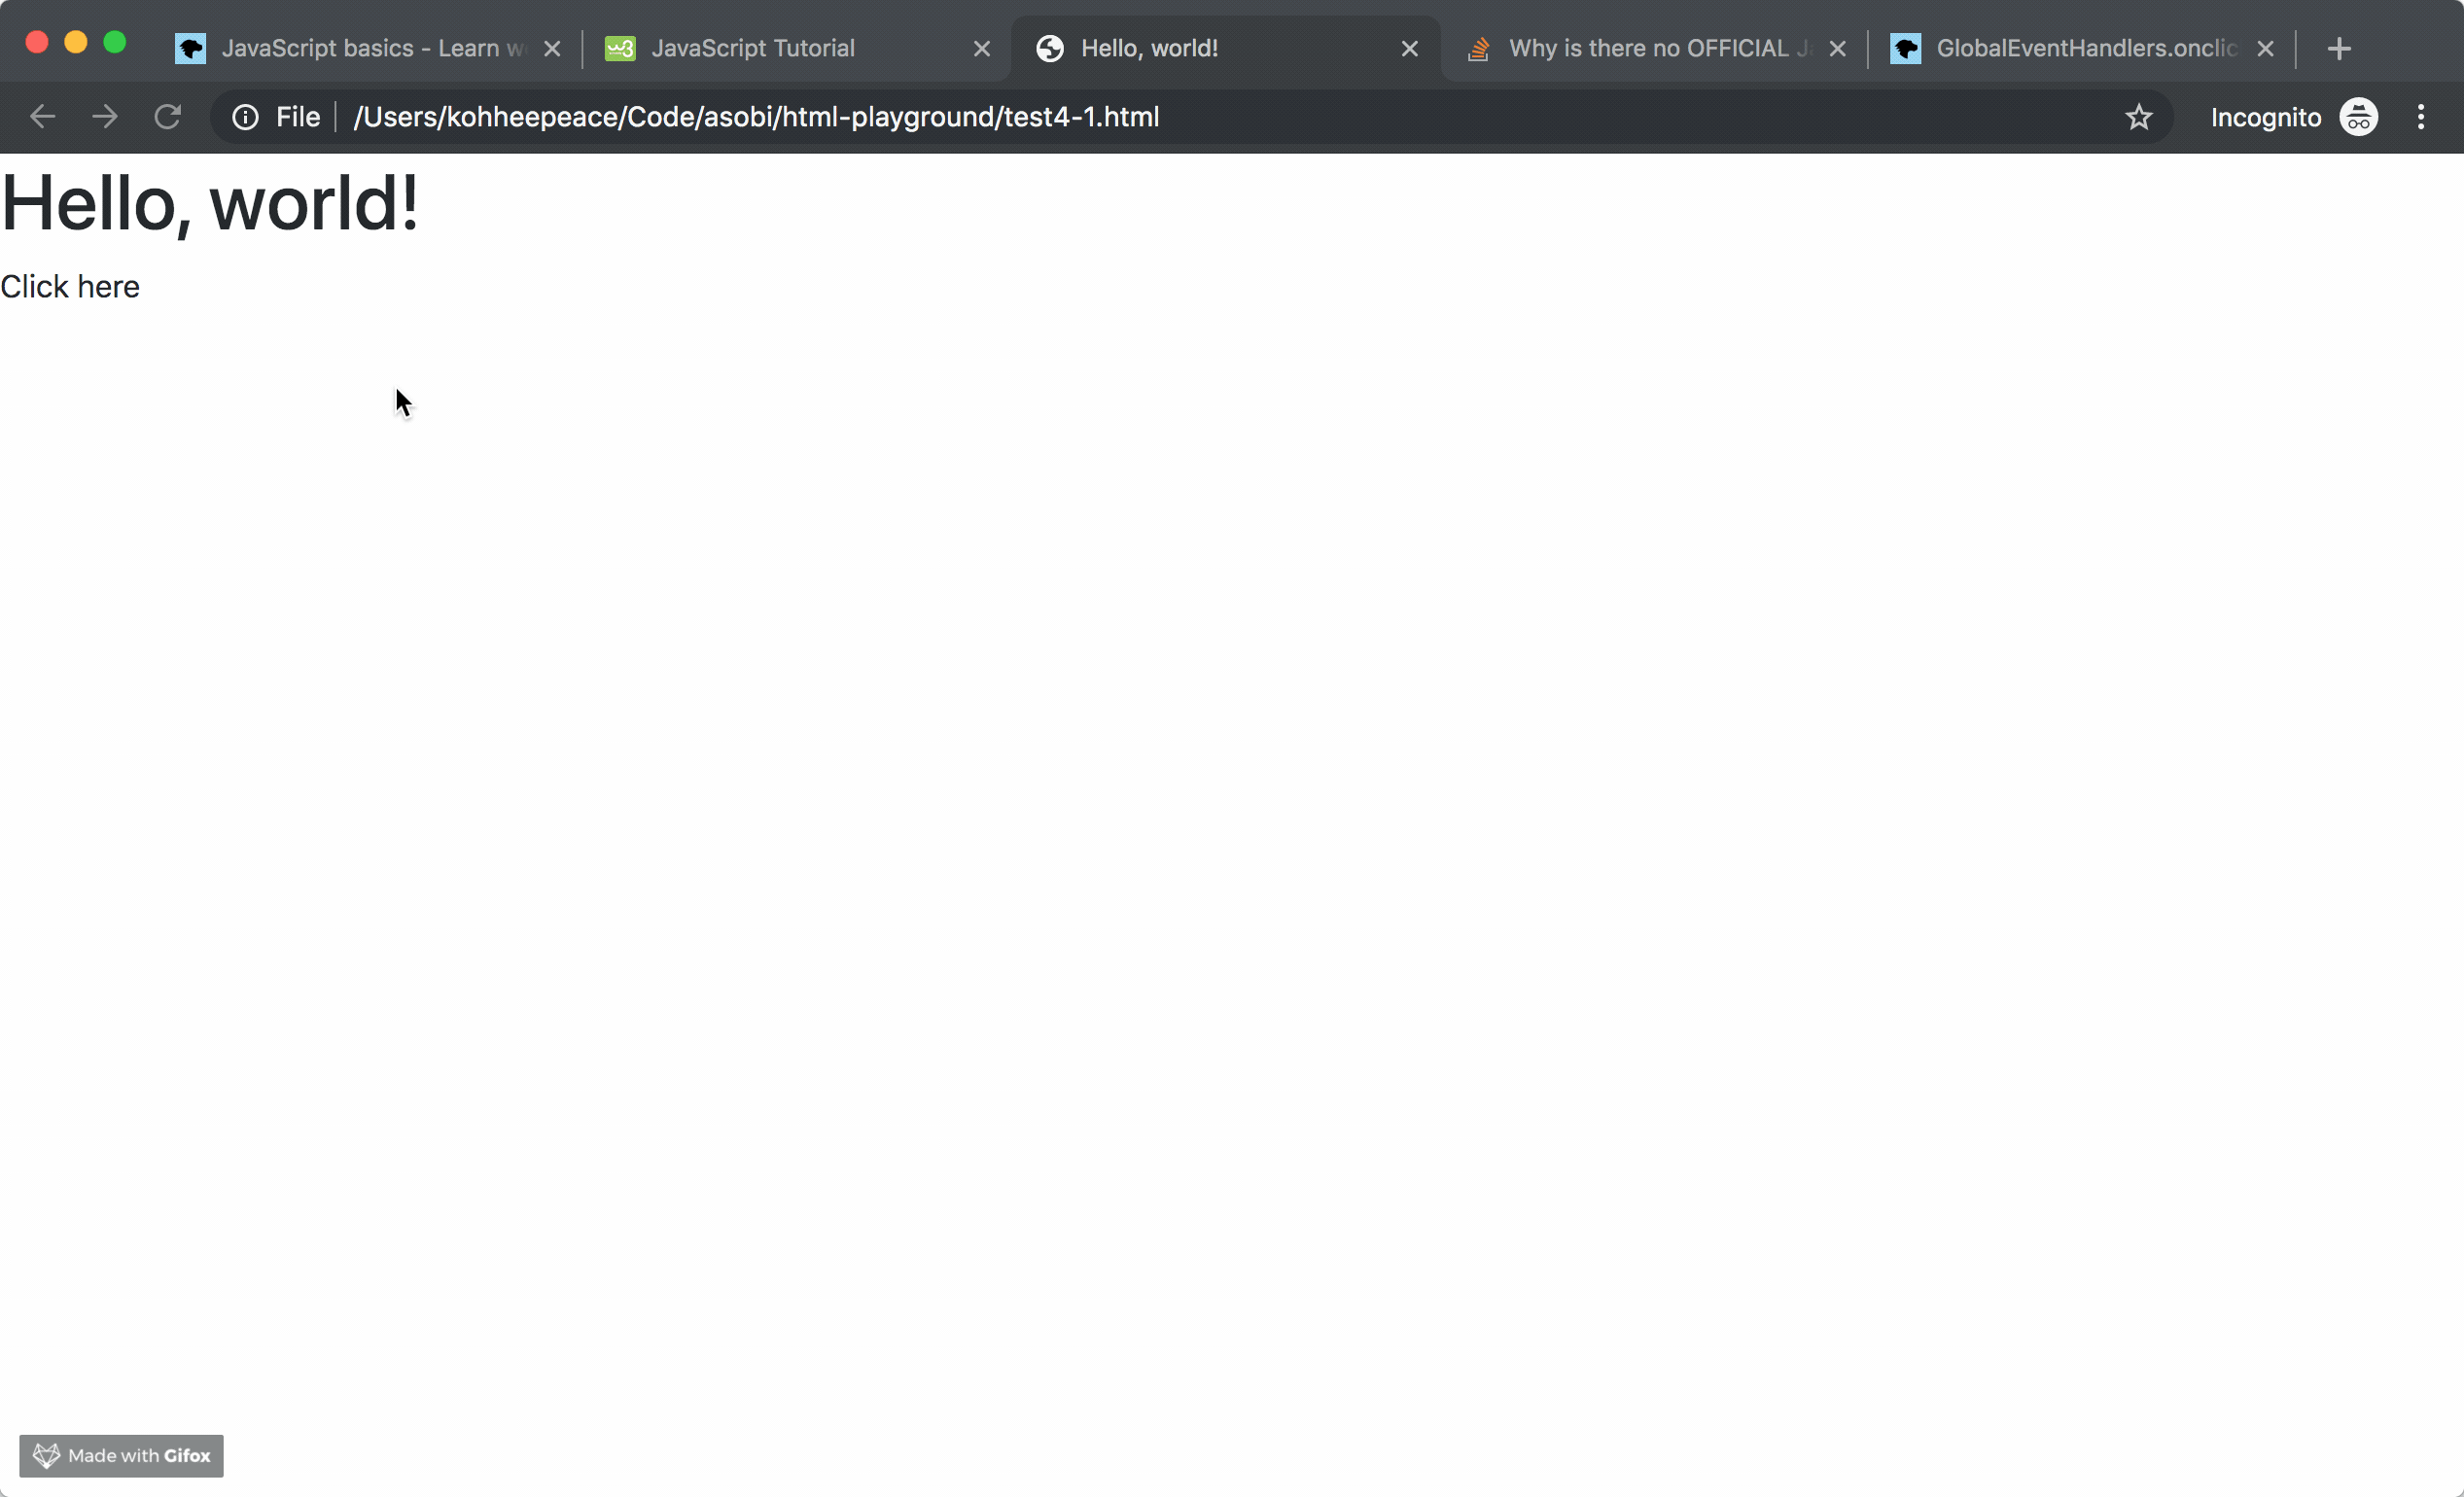 JavaScript basics - Learn w
JavaScript Tutorial
Hello, world!
Why is there no OFFICIAL J
GlobalEventHandlers.onclic
File
/Users/kohheepeace/Code/asobi/html-playground/test4-1.html
Incognito
Hello, world!
Click here
Made with Gifox